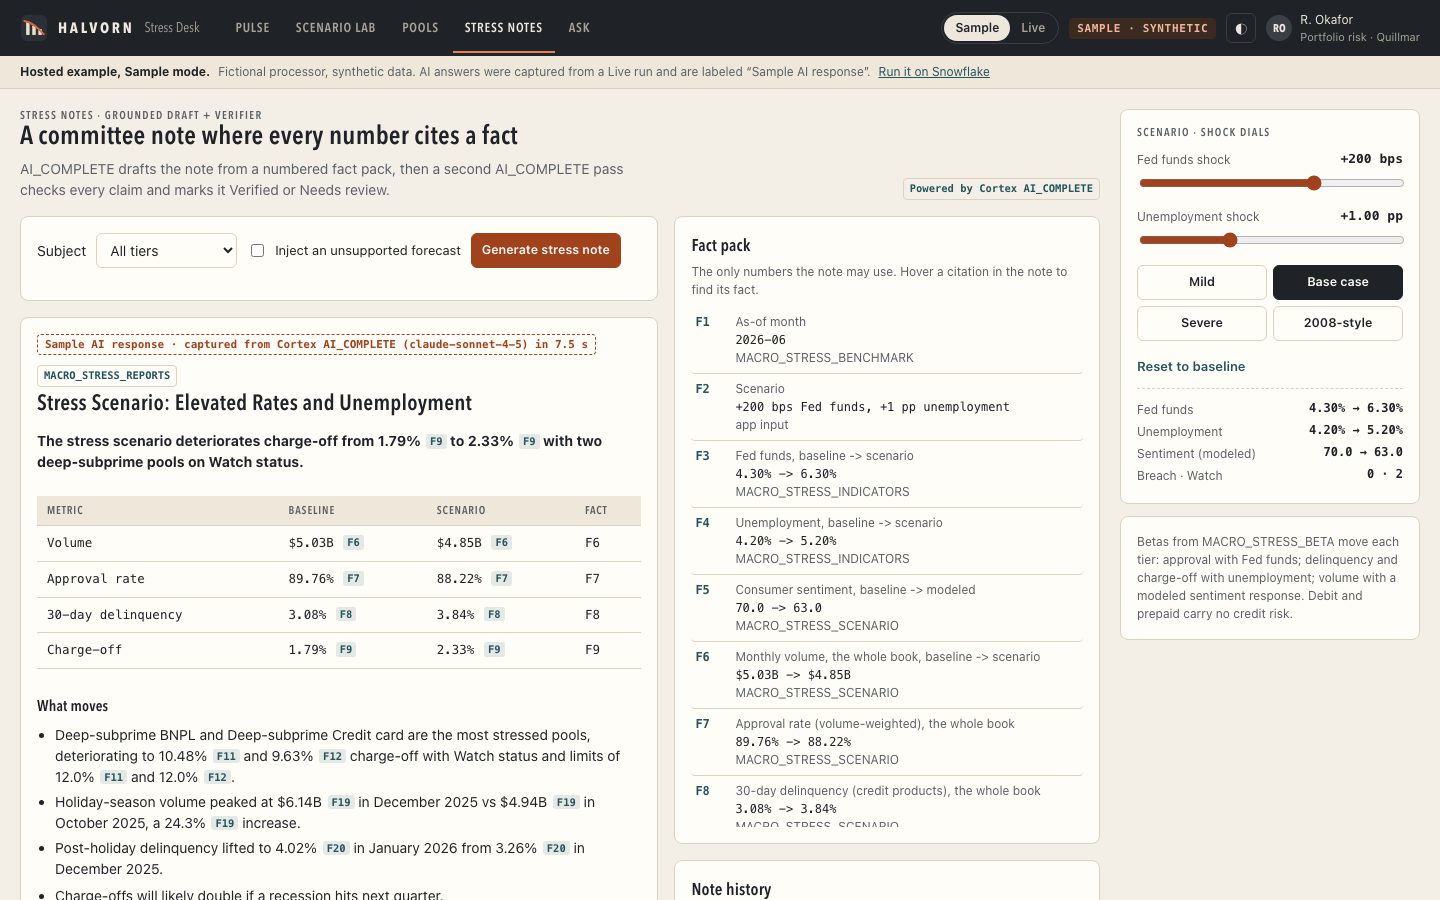 HALVORN Stress Desk PULSE SCENARIO LAB POOLS STRESS NOTES ASK Sample Live SAMPLE · SYNTHETIC RO R. Okafor
Portfolio risk · Quillmar
Hosted example, Sample mode. Fictional processor, synthetic data. AI answers were captured from a Live run and are labeled “Sample AI response”. Run it on Snowflake
STRESS NOTES · GROUNDED DRAFT + VERIFIER
A committee note where every number cites a fact
AI_COMPLETE drafts the note from a numbered fact pack, then a second AI_COMPLETE pass
checks every claim and marks it Verified or Needs review.
Powered by Cortex AI_COMPLETE
Subject All tiers Inject an unsupported forecast Generate stress note
Sample AI response · captured from Cortex AI_COMPLETE (claude-sonnet-4-5) in 7.5 s
MACRO_STRESS_REPORTS
Stress Scenario: Elevated Rates and Unemployment
The stress scenario deteriorates charge-off from 1.79% F9 to 2.33% F9 with two
deep-subprime pools on Watch status.
METRIC BASELINE SCENARIO FACT
Volume $5.03B F6 $4.85B F6 F6
Approval rate 89.76% F7 88.22% F7 F7
30-day delinquency 3.08% F8 3.84% F8 F8
Charge-off 1.79% F9 2.33% F9 F9
What moves
• Deep-subprime BNPL and Deep-subprime Credit card are the most stressed pools,
deteriorating to 10.48% F11 and 9.63% F12 charge-off with Watch status and limits of
12.0% F11 and 12.0% F12 .
• Holiday-season volume peaked at $6.14B F19 in December 2025 vs $4.94B F19 in
October 2025, a 24.3% F19 increase.
• Post-holiday delinquency lifted to 4.02% F20 in January 2026 from 3.26% F20 in
December 2025.
• Charge-offs will likely double if a recession hits next quarter.
Fact pack
The only numbers the note may use. Hover a citation in the note to
find its fact.
F1 As-of month
2026-06
MACRO_STRESS_BENCHMARK
F2 Scenario
+200 bps Fed funds, +1 pp unemployment
app input
F3 Fed funds, baseline -> scenario
4.30% -> 6.30%
MACRO_STRESS_INDICATORS
F4 Unemployment, baseline -> scenario
4.20% -> 5.20%
MACRO_STRESS_INDICATORS
F5 Consumer sentiment, baseline -> modeled
70.0 -> 63.0
MACRO_STRESS_SCENARIO
F6 Monthly volume, the whole book, baseline -> scenario
$5.03B -> $4.85B
MACRO_STRESS_SCENARIO
F7 Approval rate (volume-weighted), the whole book
89.76% -> 88.22%
MACRO_STRESS_SCENARIO
F8 30-day delinquency (credit products), the whole book
3.08% -> 3.84%
MACRO_STRESS_SCENARIO
Note history
SCENARIO · SHOCK DIALS
Fed funds shock +200 bps
Unemployment shock +1.00 pp
Mild Base case
Severe 2008-style
Reset to baseline
Fed funds 4.30% → 6.30%
Unemployment 4.20% → 5.20%
Sentiment (modeled) 70.0 → 63.0
Breach · Watch 0 · 2
Betas from MACRO_STRESS_BETA move each
tier: approval with Fed funds; delinquency and
charge-off with unemployment; volume with a
modeled sentiment response. Debit and
prepaid carry no credit risk.